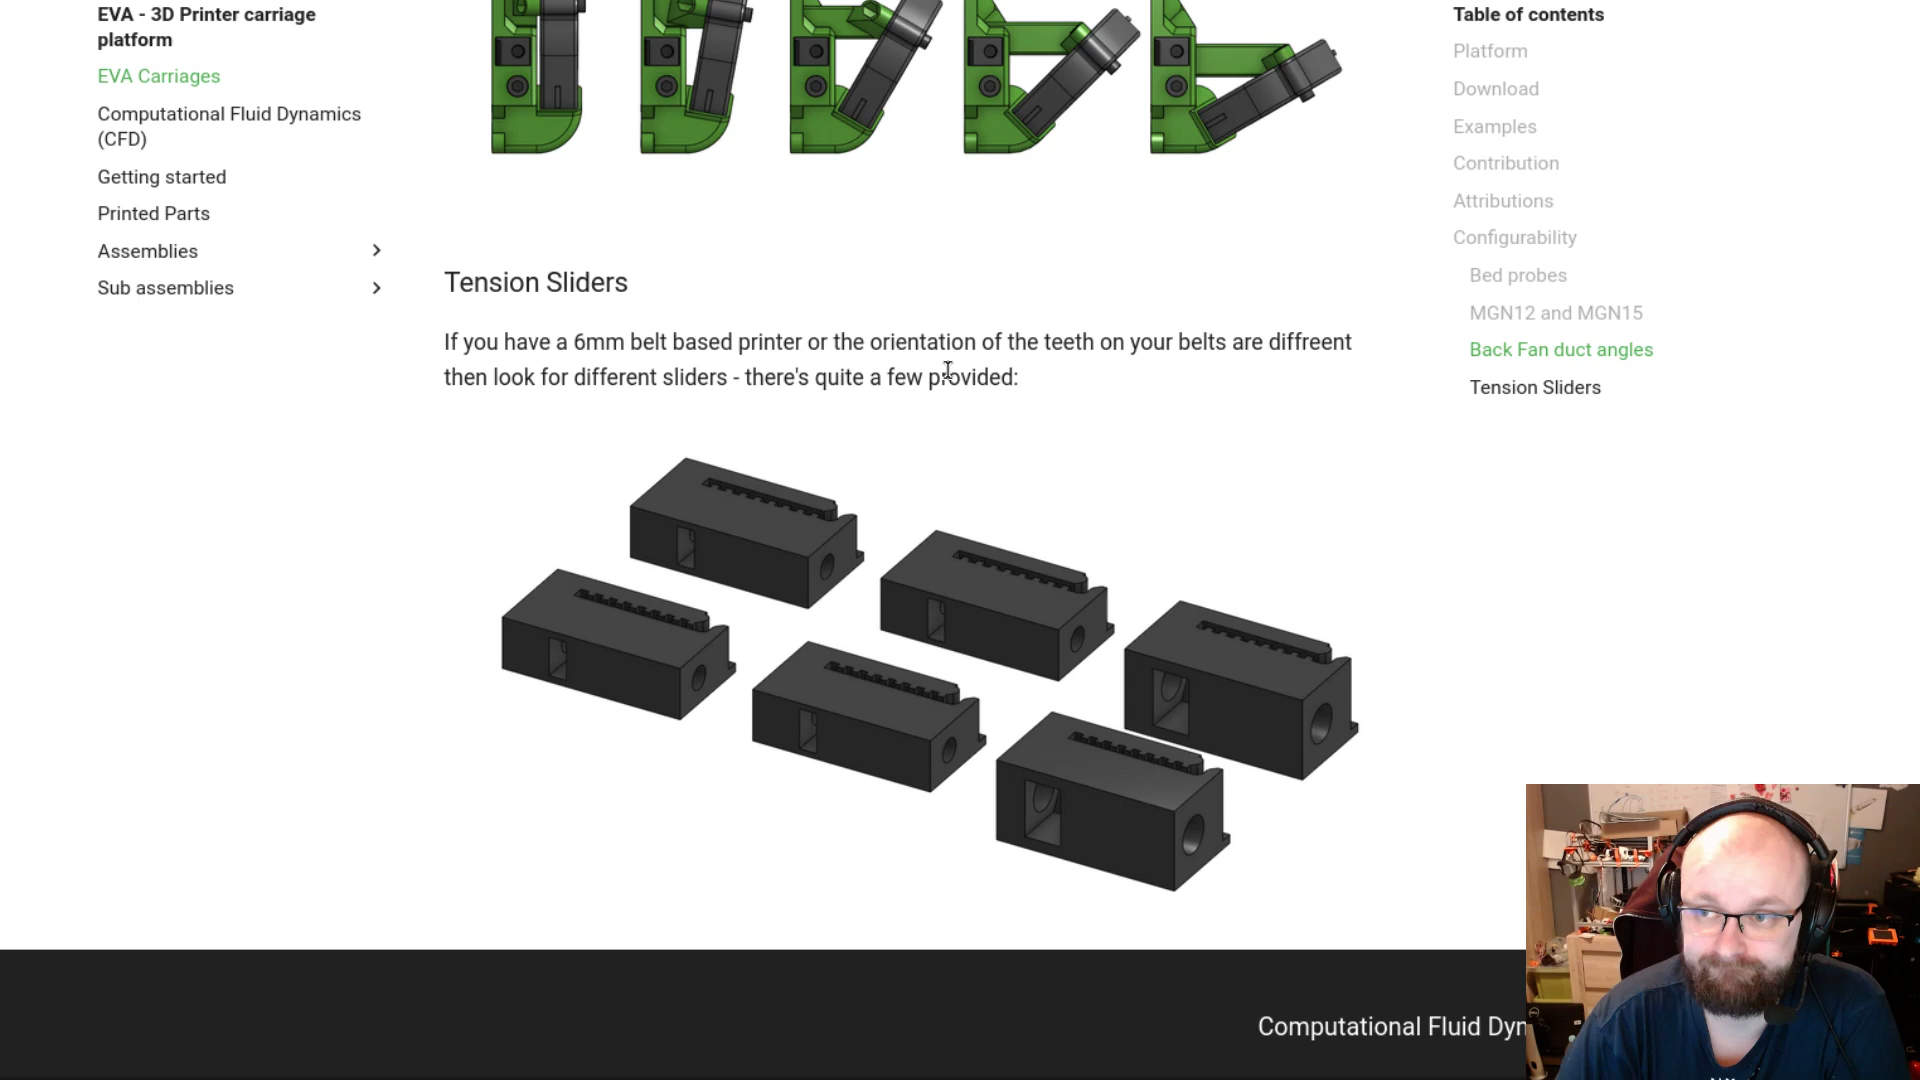 EVA - 3D Printer carriage
platform
EVA Carriages
Computational Fluid Dynamics
(CFD)
Getting started
Printed Parts
Assemblies
Sub assemblies
Tension Sliders
If you have a 6mm belt based printer or the orientation of the teeth on your belts are diffreent
then look for different sliders - there's quite a few provided:
Table of contents
Platform
Download
Examples
Contribution
Attributions
Configurability
Bed probes
MGN12 and MGN15
Back Fan duct angles
Tension Sliders
Computational Fluid Dyn